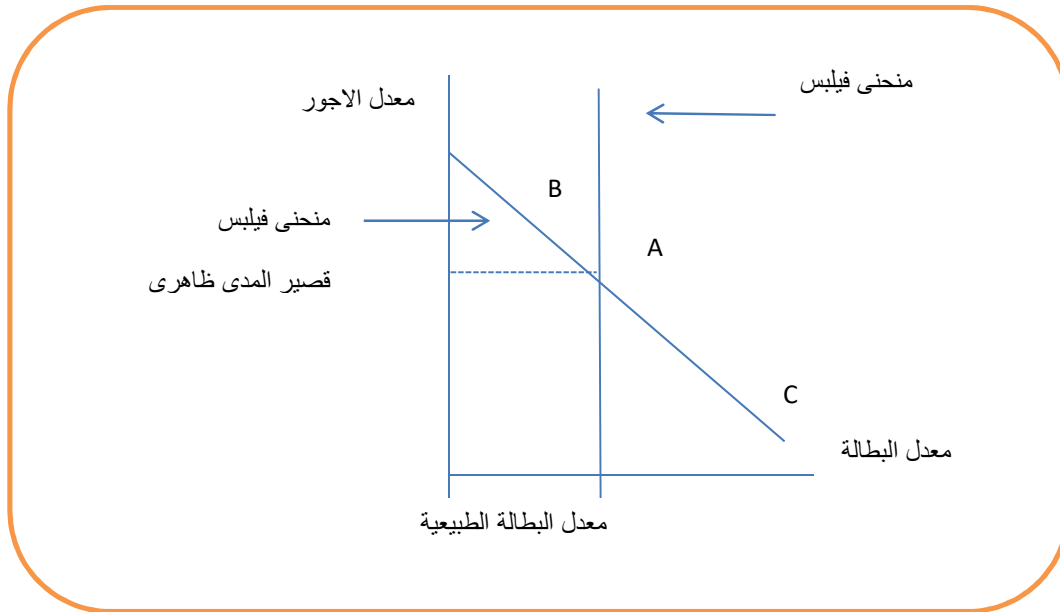 منحنى فيلبس
معدل الاجور
B
منحنى فيلبس
A
قصير المدى ظاهرى
C
معدل البطالة
معدل البطالة الطبيعية